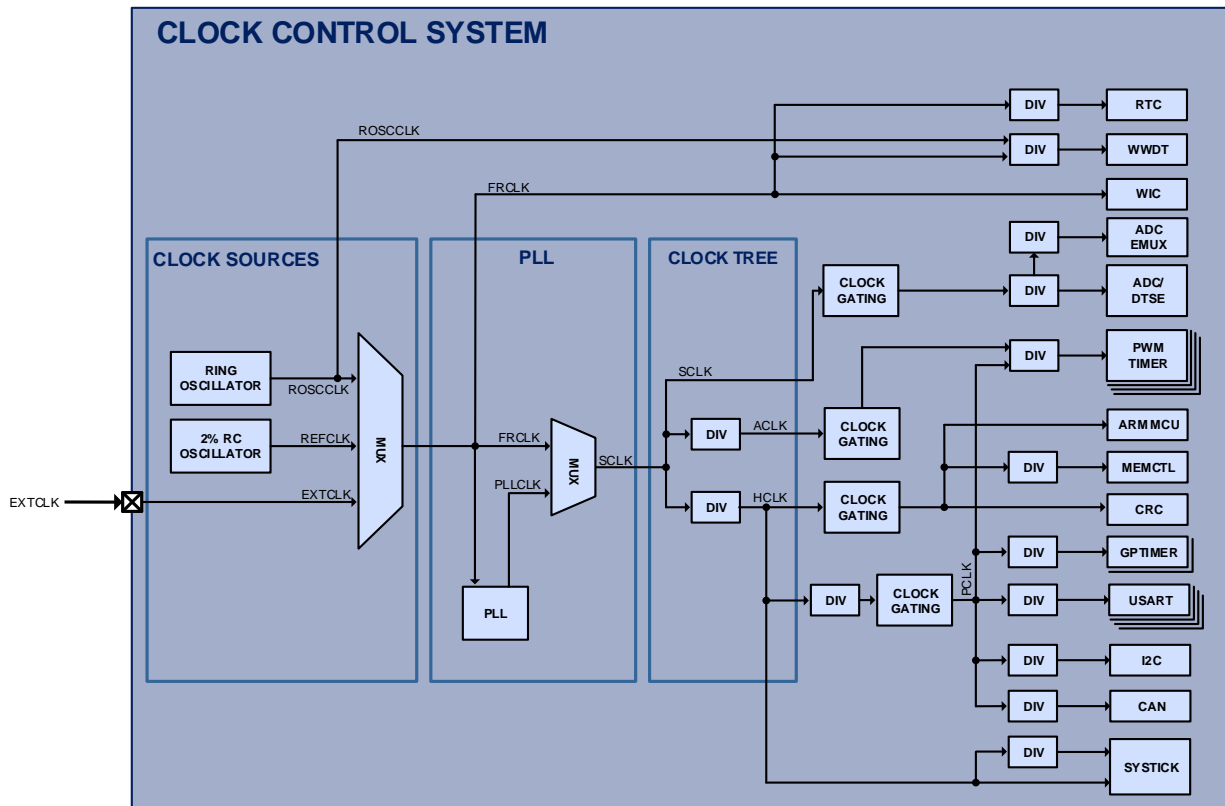 CLOCK CONTROL SYSTEM
DIV
RTC
ROSCCLK
DIV
WWDT
FRCLK
WIC
CLOCK SOURCES
PLL
CLOCK TREE
DIV
ADC
EMUX
CLOCK
GATING
DIV
ADC/
DTSE
RING
OSCILLATOR
ROSCCLK
SCLK
DIV
PWM
TIMER
2% RC
OSCILLATOR
REFCLK
MUX
FRCLK
MUX
SCLK
DIV
ACLK
CLOCK
GATING
ARM MCU
DIV
MEMCTL
EXTCLK
EXTCLK
PLLCLK
DIV
HCLK
CLOCK
GATING
CRC
PLL
DIV
CLOCK
GATING
PCLK
DIV
GPTIMER
DIV
USART
DIV
I2C
DIV
CAN
DIV
SYSTICK